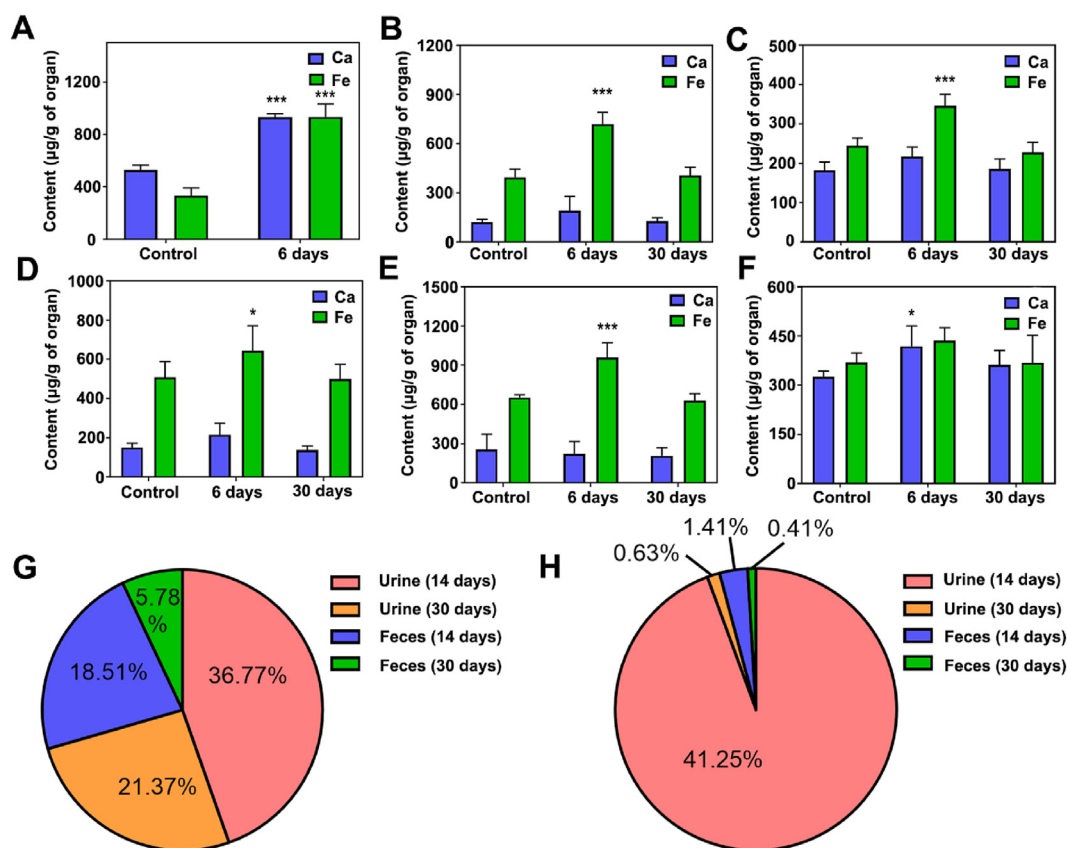 A
Content (μg/g of organ)
1200
800
400
0
Ca
Fe
***
***
Control
6 days
B
Content (μg/g of organ)
1200
900
600
300
0
Ca
Fe
***
Control
6 days
30 days
C
Content (μg/g of organ)
500
400
300
200
100
0
Ca
Fe
***
Control
6 days
30 days
D
Content (μg/g of organ)
1000
800
600
400
200
0
Ca
Fe
*
Control
6 days
30 days
E
Content (μg/g of organ)
1500
1200
900
600
300
0
Ca
Fe
***
Control
6 days
30 days
F
Content (μg/g of organ)
600
450
300
150
0
Ca
Fe
*
Control
6 days
30 days
G
5.78
%
18.51%
36.77%
21.37%
Urine (14 days)
Urine (30 days)
Feces (14 days)
Feces (30 days)
H
0.63%
1.41%
0.41%
41.25%
Urine (14 days)
Urine (30 days)
Feces (14 days)
Feces (30 days)